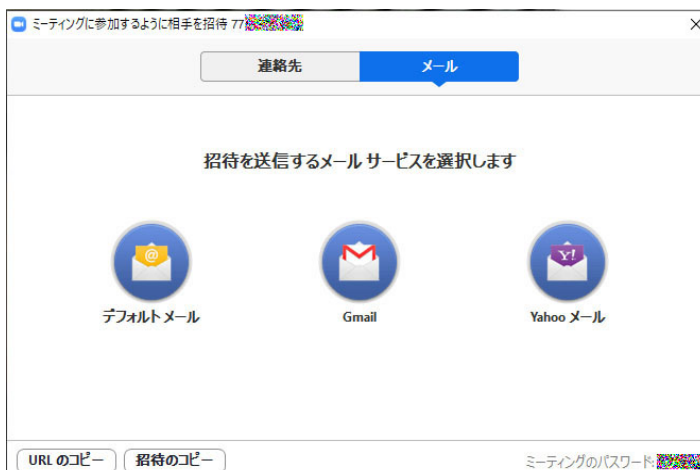 ミーティングに参加するように相手を招待 77
連絡先
メール
招待を送信するメール サービスを選択します
@
Y!
デフォルト メール
Gmail
Yahoo メール
URL のコピー
招待のコピー
ミーティングのパスワード: